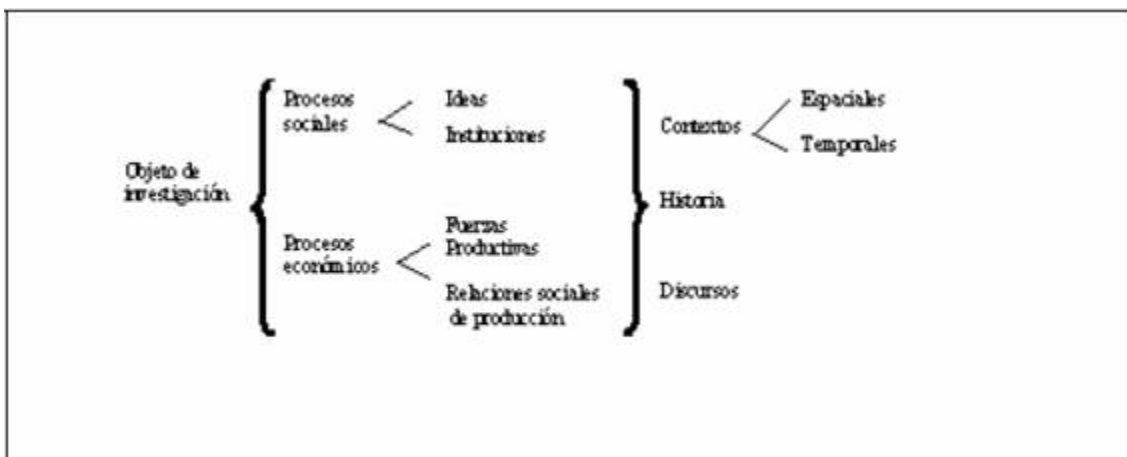 Objeto de
investigación
Procesos
sociales
Ideas
Instituciones
Procesos
económicos
Fuerzas
Productivas
Relaciones sociales
de producción
Contextos
Espaciales
Temporales
Historia
Discursos